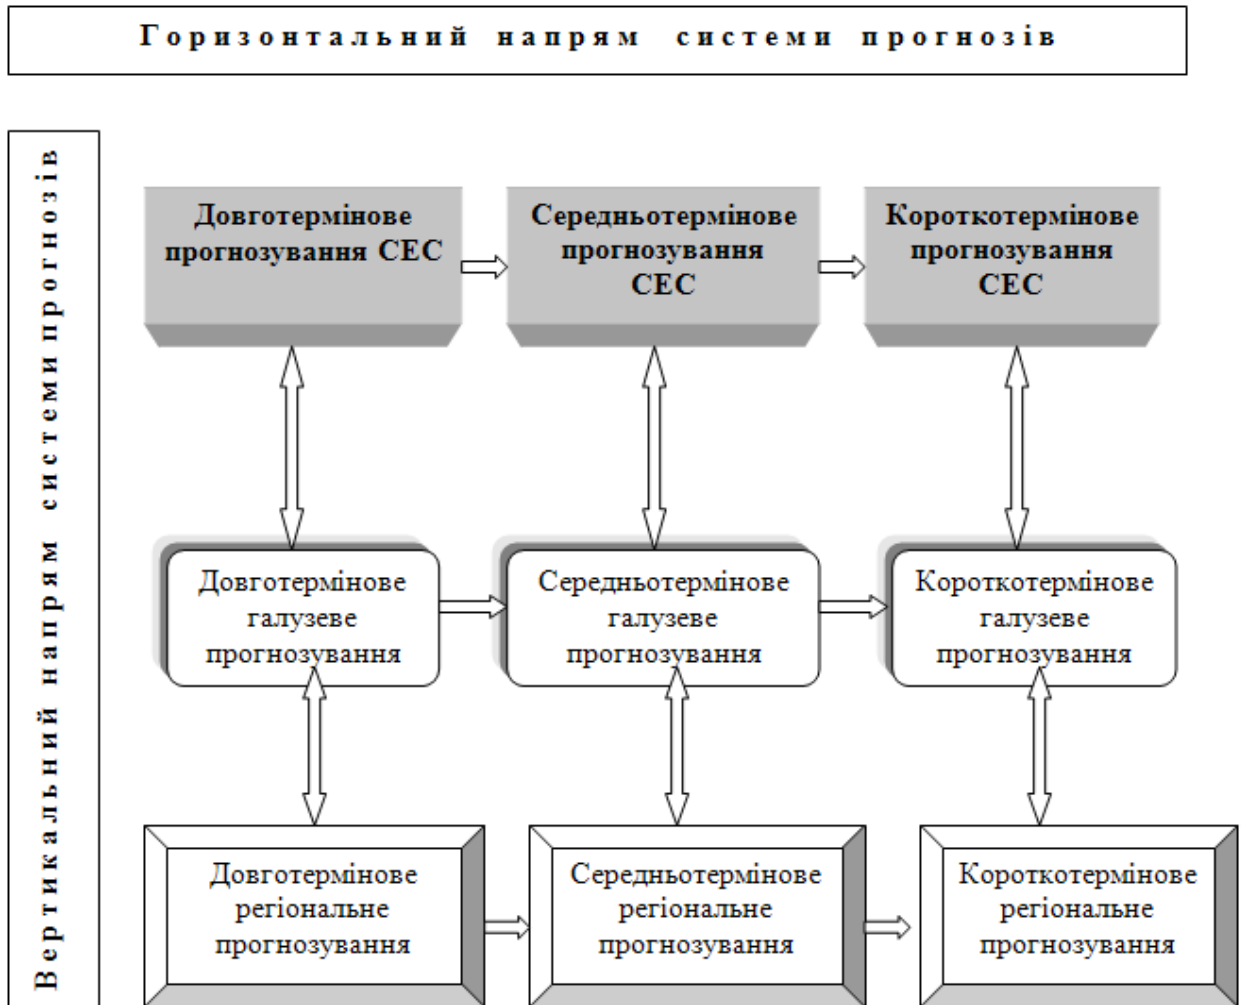 Горизонтальний напрям системи прогнозів
Вертикальний напрям системи прогнозів
Довготермінове
прогнозування СЕС
Середньотермінове
прогнозування
СЕС
Короткотермінове
прогнозування
СЕС
Довготермінове
галузеве
прогнозування
Середньотермінове
галузеве
прогнозування
Короткотермінове
галузеве
прогнозування
Довготермінове
регіональне
прогнозування
Середньотермінове
регіональне
прогнозування
Короткотермінове
регіональне
прогнозування